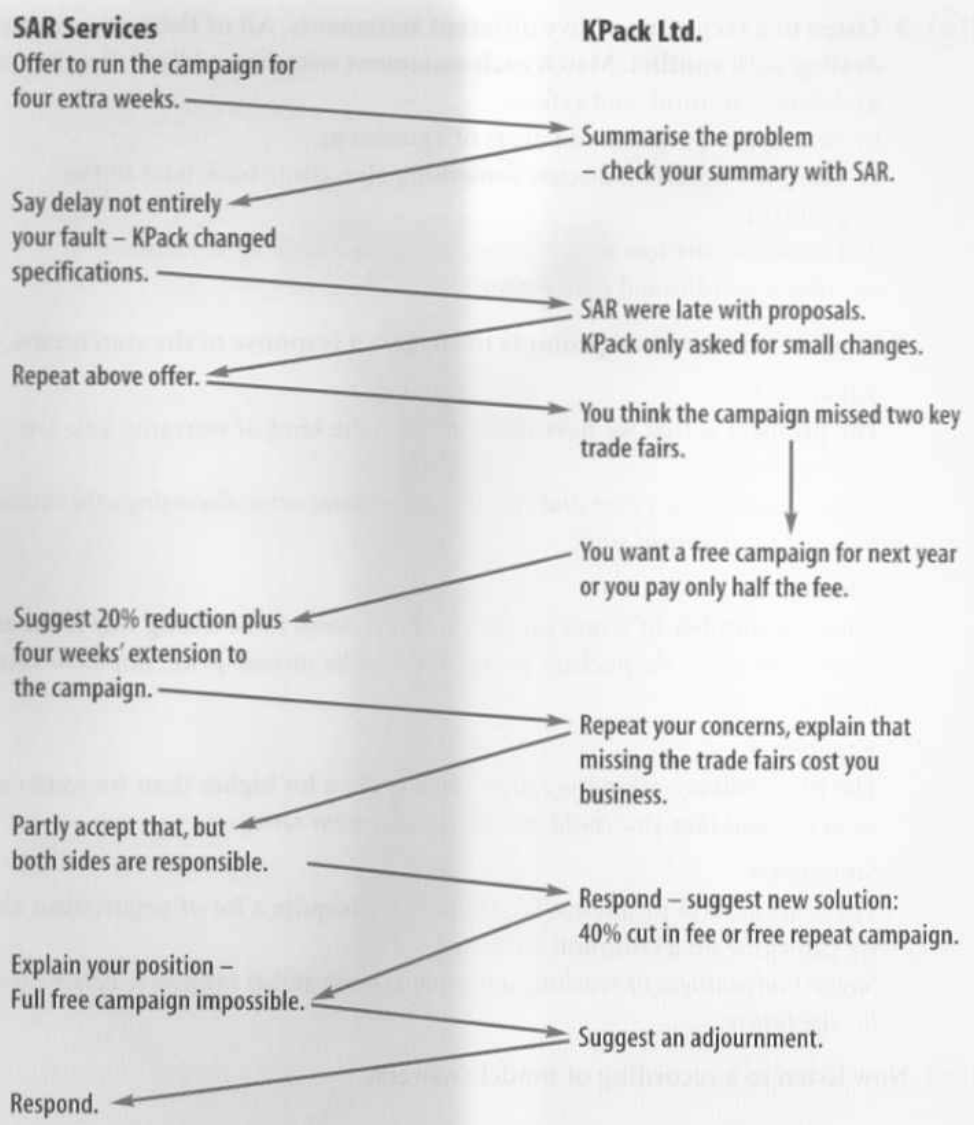 SAR Services
Offer to run the campaign for
four extra weeks.
KPack Ltd.
Summarise the problem
– check your summary with SAR.
Say delay not entirely
your fault – KPack changed
specifications.
SAR were late with proposals.
KPack only asked for small changes.
Repeat above offer.
You think the campaign missed two key
trade fairs.
You want a free campaign for next year
or you pay only half the fee.
Suggest 20% reduction plus
four weeks' extension to
the campaign.
Repeat your concerns, explain that
missing the trade fairs cost you
business.
Partly accept that, but
both sides are responsible.
Respond – suggest new solution:
40% cut in fee or free repeat campaign.
Explain your position –
Full free campaign impossible.
Suggest an adjournment.
Respond.